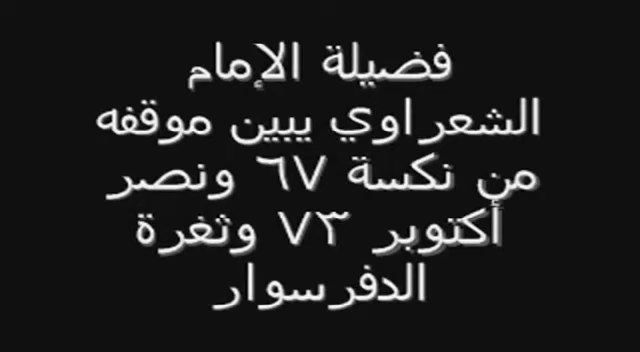 فضيلة الإمام
الشعراوي يبين موقفه
من نكسة ٦٧ ونصر
أكتوبر ٧٣ وثغرة
الدفرسوار